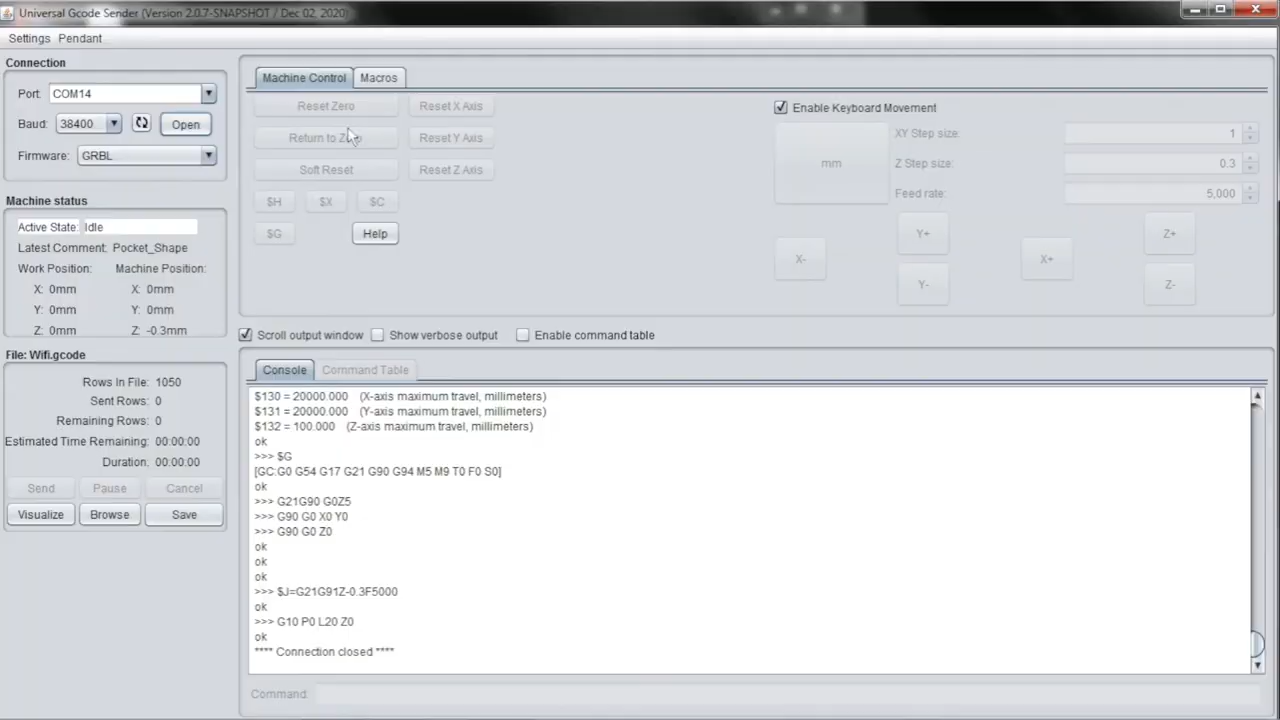 Universal Gcode Sender (Version 2.0.7-SNAPSHOT / Dec 02, 2020)
Settings Pendant
Connection
Port: COM14
Baud: 38400 Open
Firmware: GRBL
Machine status
Active State: Idle
Latest Comment: Pocket_Shape
Work Position: Machine Position:
X: 0mm X: 0mm
Y: 0mm Y: 0mm
Z: 0mm Z: -0.3mm
File: Wifi.gcode
Rows In File: 1050
Sent Rows: 0
Remaining Rows: 0
Estimated Time Remaining: 00:00:00
Duration: 00:00:00
Send Pause Cancel
Visualize Browse Save
Machine Control Macros
Reset Zero Reset X Axis
Return to Zero Reset Y Axis
Soft Reset Reset Z Axis
$H $X $C
$G Help
Enable Keyboard Movement
mm
XY Step size: 1
Z Step size: 0.3
Feed rate: 5,000
Y+ Z+
X- X+
Y- Z-
Scroll output window Show verbose output Enable command table
Console Command Table
$130 = 20000.000 (X-axis maximum travel, millimeters)
$131 = 20000.000 (Y-axis maximum travel, millimeters)
$132 = 100.000 (Z-axis maximum travel, millimeters)
ok
>>> $G
[GC:G0 G54 G17 G21 G90 G94 M5 M9 T0 F0 S0]
ok
>>> G21G90 G0Z5
>>> G90 G0 X0 Y0
>>> G90 G0 Z0
ok
ok
ok
>>> $J=G21G91Z-0.3F5000
ok
>>> G10 P0 L20 Z0
ok
**** Connection closed ****
Command